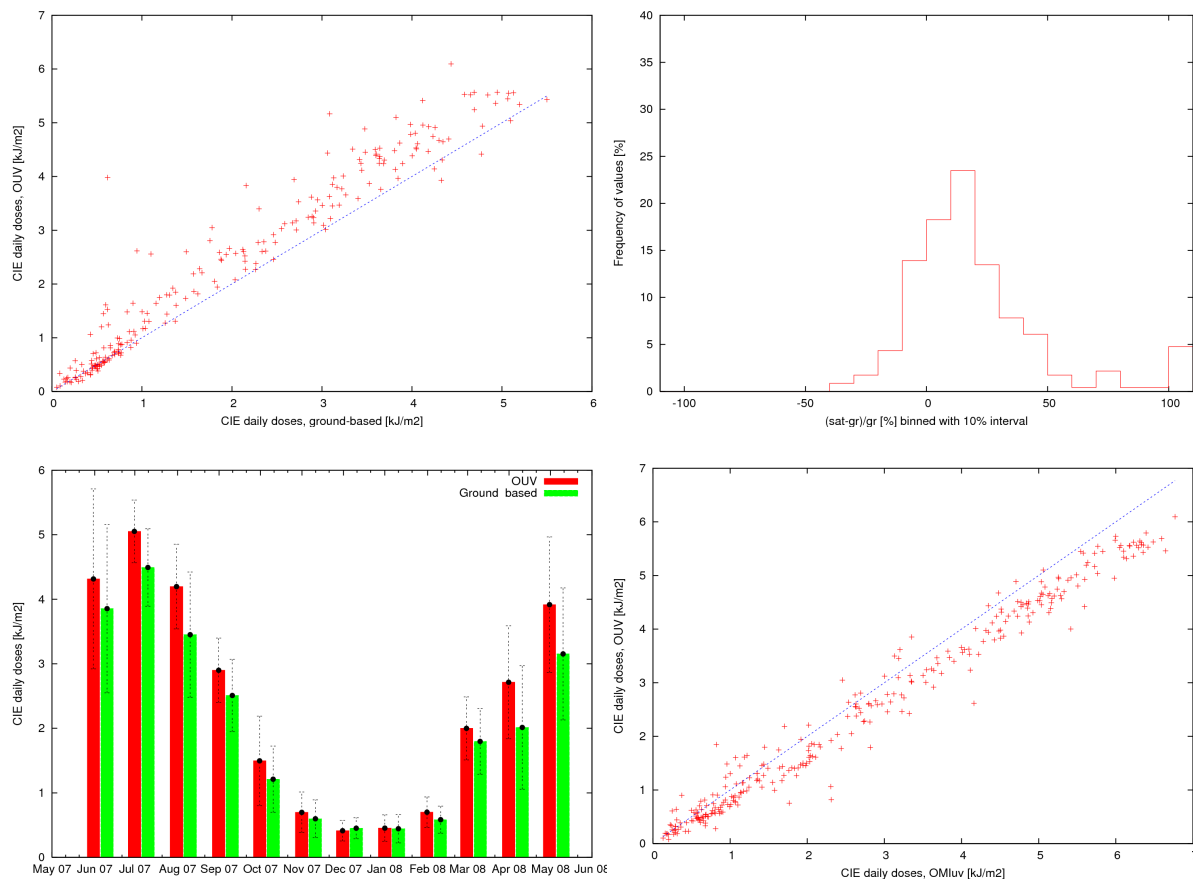 7
6
5
4
3
2
1
0
CIE daily doses, OUV [kJ/m2]
0 1 2 3 4 5 6
CIE daily doses, ground-based [kJ/m2]
40
35
30
25
20
15
10
5
0
Frequency of values [%]
-100 -50 0 50 100
(sat-gr)/gr [%] binned with 10% interval
6
5
4
3
2
1
0
CIE daily doses [kJ/m2]
OUV
Ground based
May 07 Jun 07 Jul 07 Aug 07 Sep 07 Oct 07 Nov 07 Dec 07 Jan 08 Feb 08 Mar 08 Apr 08 May 08 Jun 08
7
6
5
4
3
2
1
0
CIE daily doses, OUV [kJ/m2]
0 1 2 3 4 5 6 7
CIE daily doses, OMIuv [kJ/m2]